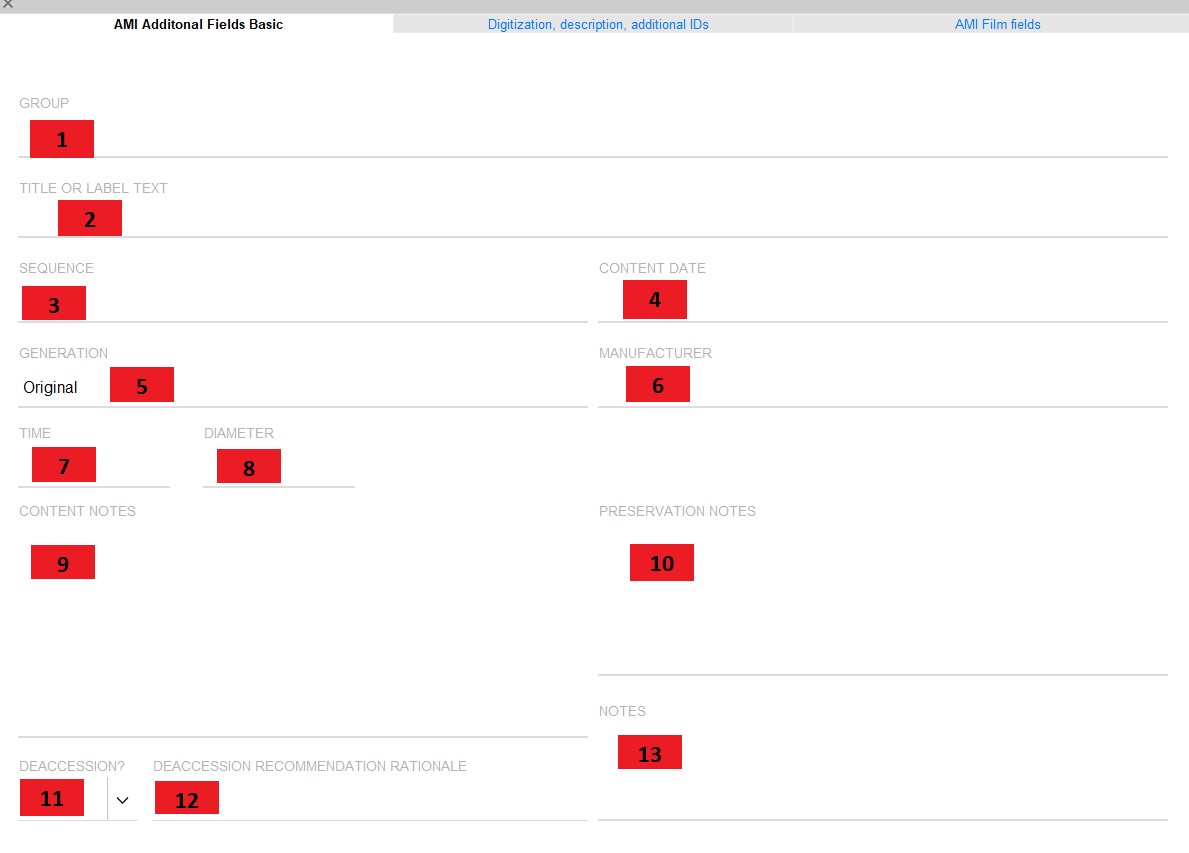 AMI Additonal Fields Basic
Digitization, description, additional IDs
AMI Film fields
GROUP
1
TITLE OR LABEL TEXT
2
SEQUENCE
3
CONTENT DATE
4
GENERATION
Original 5
MANUFACTURER
6
TIME
7
DIAMETER
8
CONTENT NOTES
9
PRESERVATION NOTES
10
NOTES
13
DEACCESSION?
11
DEACCESSION RECOMMENDATION RATIONALE
12